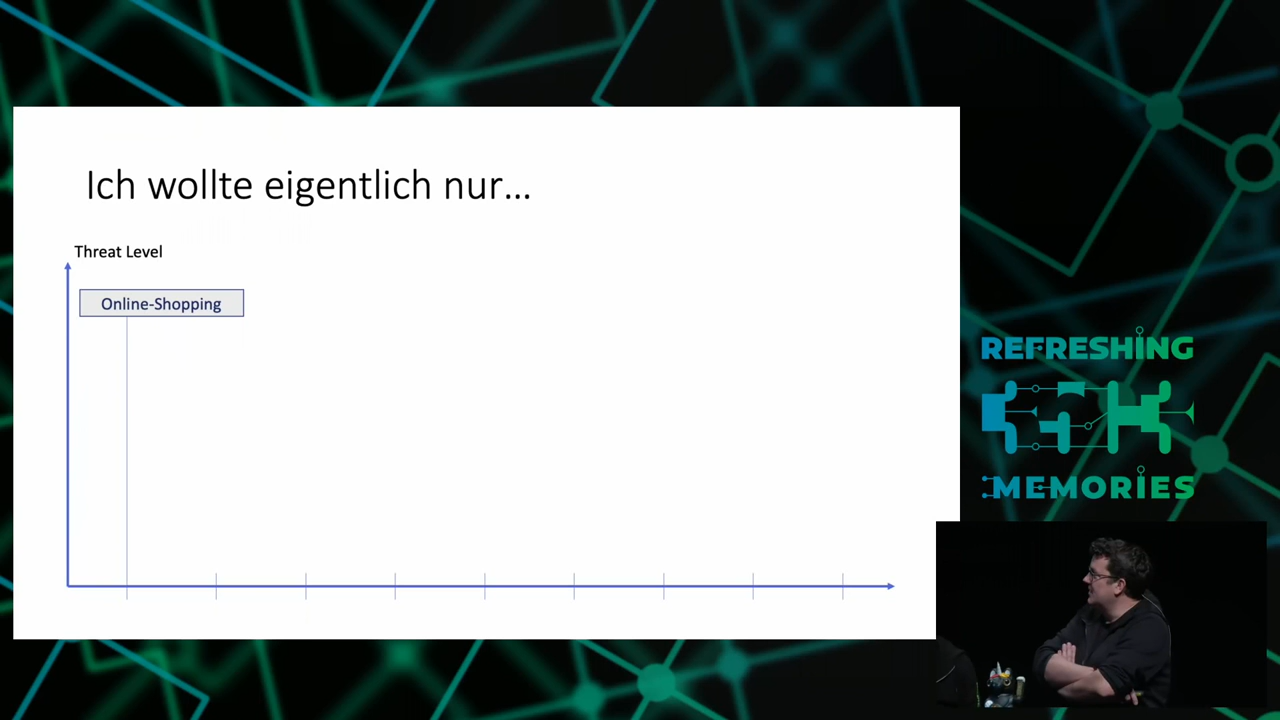 Ich wollte eigentlich nur...
Threat Level
Online-Shopping
REFRESHING
MEMORIES